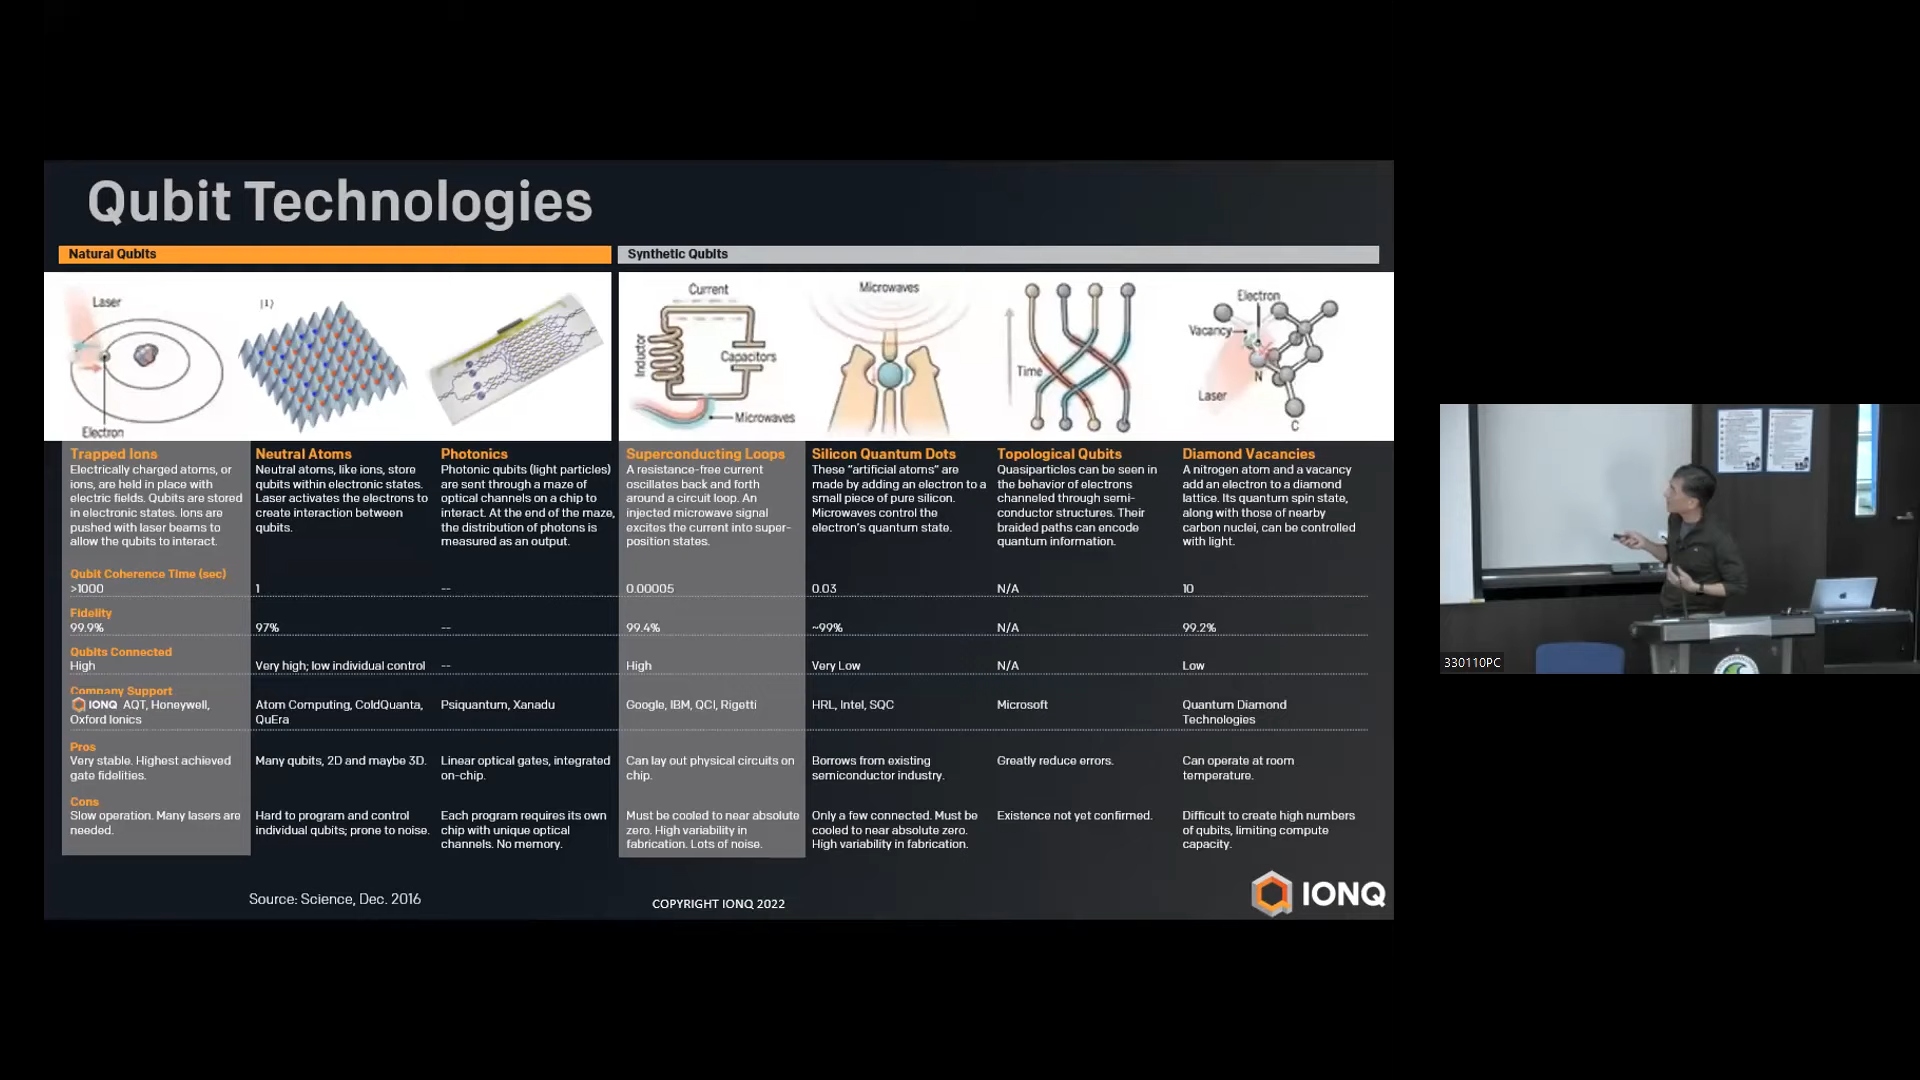 Qubit Technologies
Natural Qubits
Synthetic Qubits
Laser
Electron
|1⟩
Current
Inductor
Capacitors
Microwaves
Microwaves
Time
Electron
Vacancy
Laser
N
C
Trapped Ions
Electrically charged atoms, or
ions, are held in place with
electric fields. Qubits are stored
in electronic states. Ions are
pushed with laser beams to
allow the qubits to interact.
Neutral Atoms
Neutral atoms, like ions, store
qubits within electronic states.
Laser activates the electrons to
create interaction between
qubits.
Photonics
Photonic qubits (light particles)
are sent through a maze of
optical channels on a chip to
interact. At the end of the maze,
the distribution of photons is
measured as an output.
Superconducting Loops
A resistance-free current
oscillates back and forth
around a circuit loop. An
injected microwave signal
excites the current into super-
position states.
Silicon Quantum Dots
These "artificial atoms" are
made by adding an electron to a
small piece of pure silicon.
Microwaves control the
electron's quantum state.
Topological Qubits
Quasiparticles can be seen in
the behavior of electrons
channeled through semi-
conductor structures. Their
braided paths can encode
quantum information.
Diamond Vacancies
A nitrogen atom and a vacancy
add an electron to a diamond
lattice. Its quantum spin state,
along with those of nearby
carbon nuclei, can be controlled
with light.
Qubit Coherence Time (sec)
>1000 1 -- 0.00005 0.03 N/A 10
Fidelity
99.9% 97% -- 99.4% ~99% N/A 99.2%
Qubits Connected
High Very high; low individual control -- High Very Low N/A Low
Company Support
IONQ AQT, Honeywell,
Oxford Ionics
Atom Computing, ColdQuanta,
QuEra
Psiquantum, Xanadu
Google, IBM, QCI, Rigetti
HRL, Intel, SQC
Microsoft
Quantum Diamond
Technologies
Pros
Very stable. Highest achieved
gate fidelities.
Many qubits, 2D and maybe 3D.
Linear optical gates, integrated
on-chip.
Can lay out physical circuits on
chip.
Borrows from existing
semiconductor industry.
Greatly reduce errors.
Can operate at room
temperature.
Cons
Slow operation. Many lasers are
needed.
Hard to program and control
individual qubits; prone to noise.
Each program requires its own
chip with unique optical
channels. No memory.
Must be cooled to near absolute
zero. High variability in
fabrication. Lots of noise.
Only a few connected. Must be
cooled to near absolute zero.
High variability in fabrication.
Existence not yet confirmed.
Difficult to create high numbers
of qubits, limiting compute
capacity.
Source: Science, Dec. 2016
COPYRIGHT IONQ 2022
IONQ
330110PC